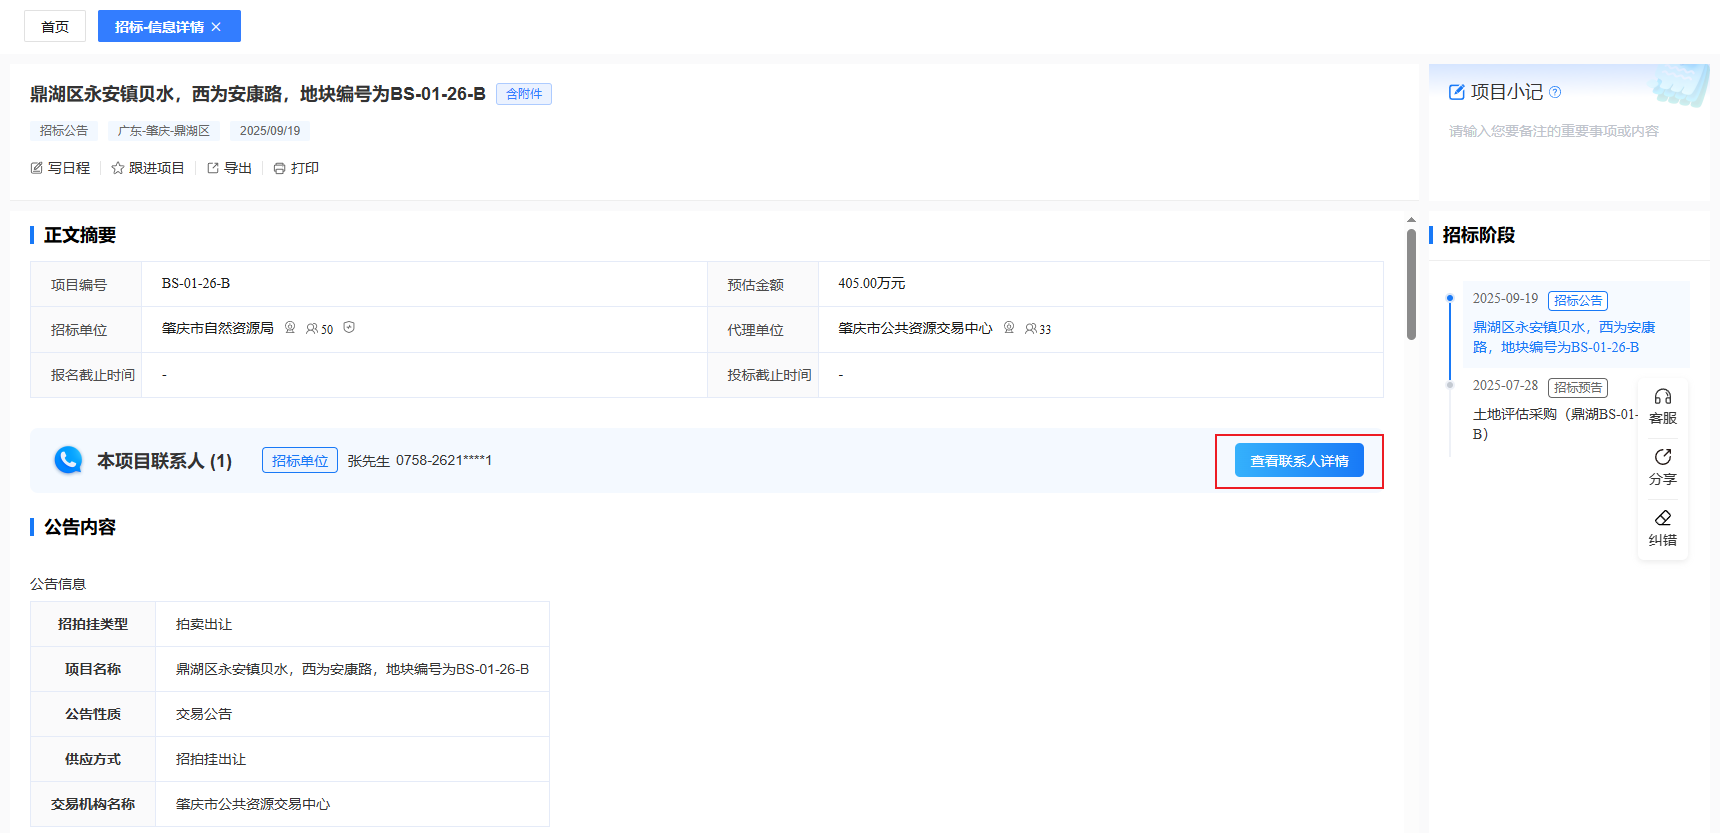 首页
招标-信息详情 ×
鼎湖区永安镇贝水，西为安康路，地块编号为BS-01-26-B 含附件
招标公告 广东-肇庆-鼎湖区 2025/09/19
写日程 跟进项目 导出 打印
正文摘要
项目编号 BS-01-26-B 预估金额 405.00万元
招标单位 肇庆市自然资源局 50 代理单位 肇庆市公共资源交易中心 33
报名截止时间 - 投标截止时间 -
本项目联系人 (1) 招标单位 张先生 0758-2621****1 查看联系人详情
公告内容
公告信息
招拍挂类型 拍卖出让
项目名称 鼎湖区永安镇贝水，西为安康路，地块编号为BS-01-26-B
公告性质 交易公告
供应方式 招拍挂出让
交易机构名称 肇庆市公共资源交易中心
项目小记 ?
请输入您要备注的重要事项或内容
招标阶段
2025-09-19 招标公告
鼎湖区永安镇贝水，西为安康
路，地块编号为BS-01-26-B
2025-07-28 招标预告
土地评估采购（鼎湖BS-01-
B）
客服
分享
纠错